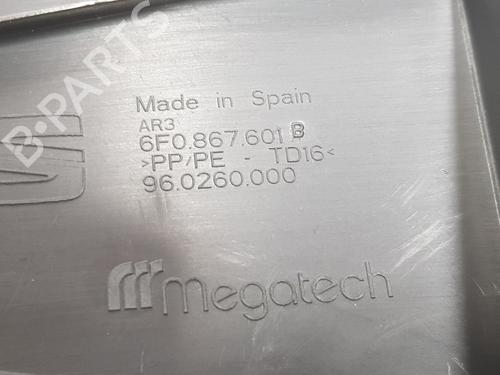 B-PARTS
Made in Spain
AR3
6F0.867.601 B
>PP/PE - TD16<
96.0260.000
megatech